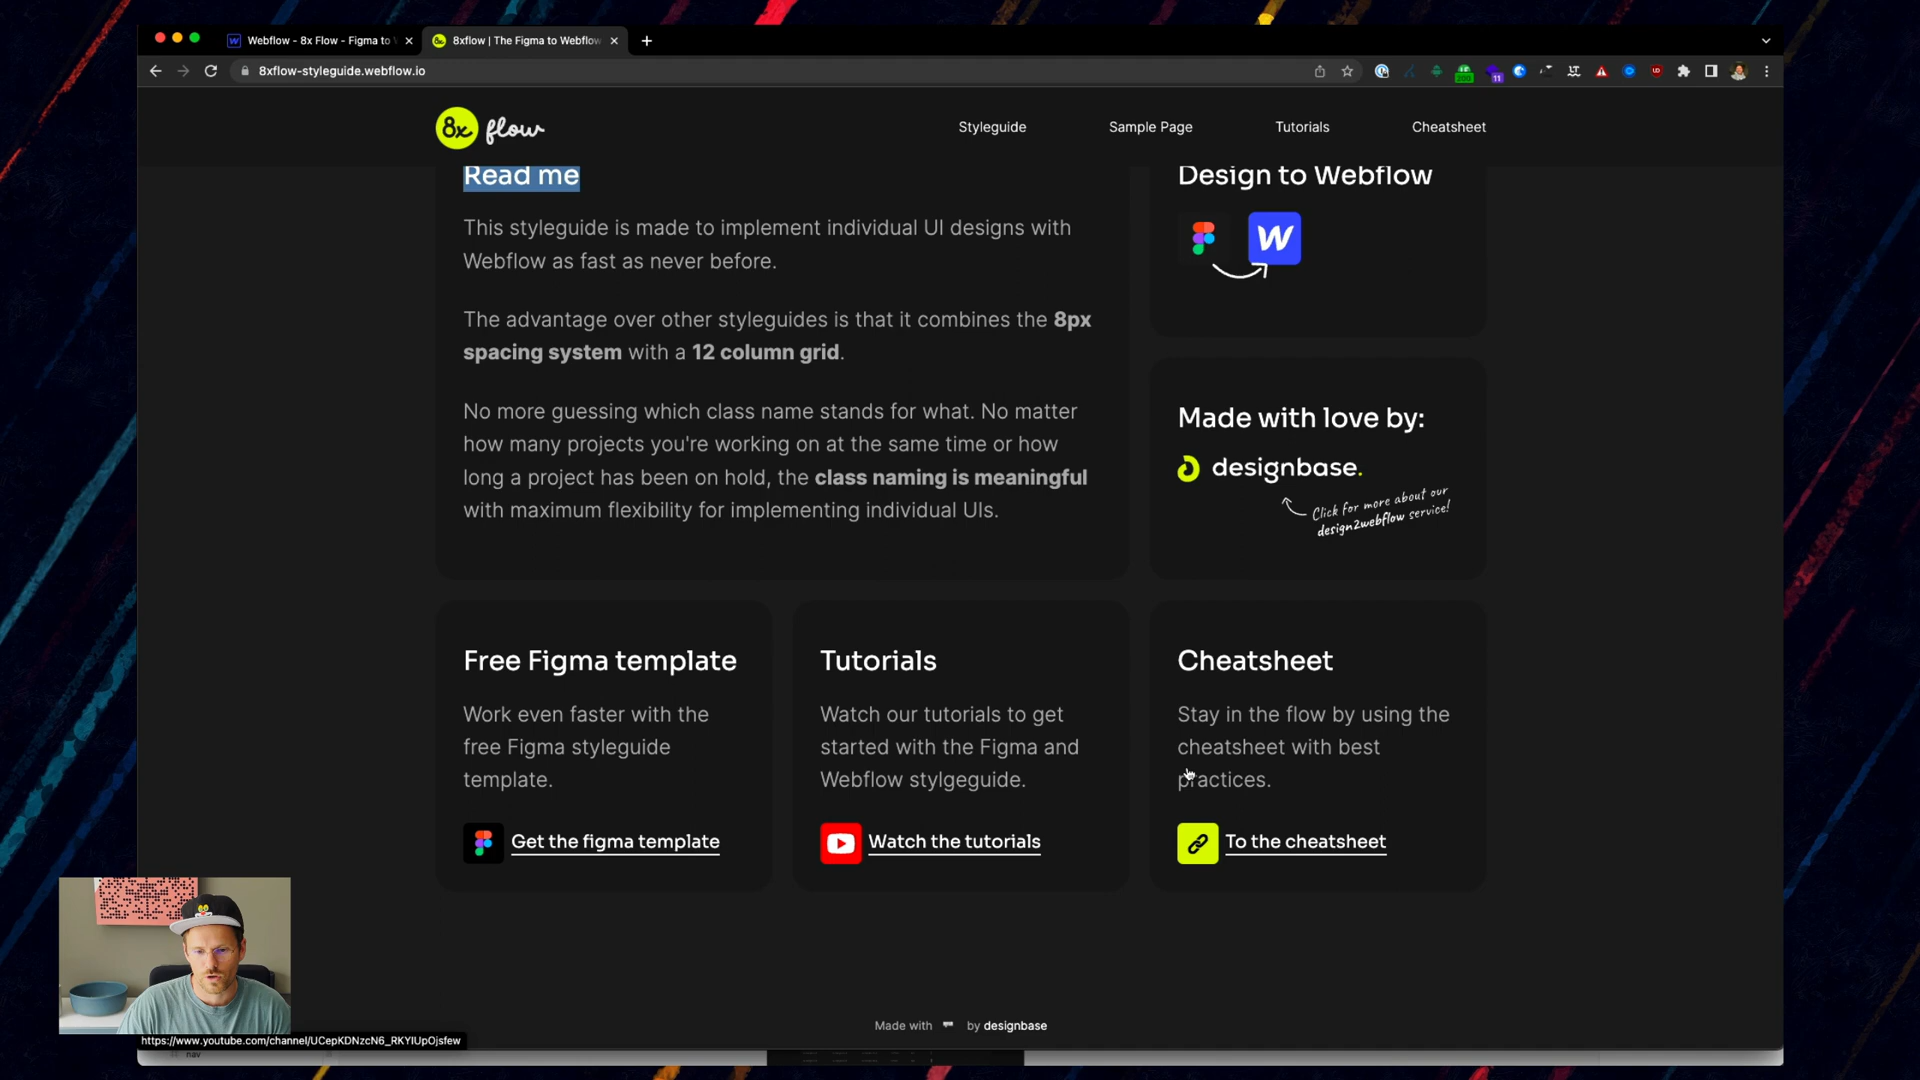 Webflow - 8x Flow - Figma to
8xflow | The Figma to Webflow
8xflow-styleguide.webflow.io
8x flow
Styleguide
Sample Page
Tutorials
Cheatsheet
Read me
This styleguide is made to implement individual UI designs with
Webflow as fast as never before.
The advantage over other styleguides is that it combines the 8px
spacing system with a 12 column grid.
No more guessing which class name stands for what. No matter
how many projects you're working on at the same time or how
long a project has been on hold, the class naming is meaningful
with maximum flexibility for implementing individual UIs.
Design to Webflow
Made with love by:
designbase.
Click for more about our
design2webflow service!
Free Figma template
Work even faster with the
free Figma styleguide
template.
Get the figma template
Tutorials
Watch our tutorials to get
started with the Figma and
Webflow stylgeguide.
Watch the tutorials
Cheatsheet
Stay in the flow by using the
cheatsheet with best
practices.
To the cheatsheet
Made with by designbase
https://www.youtube.com/channel/UCepKDNzcN6_RKYIUpOjsfew
nav